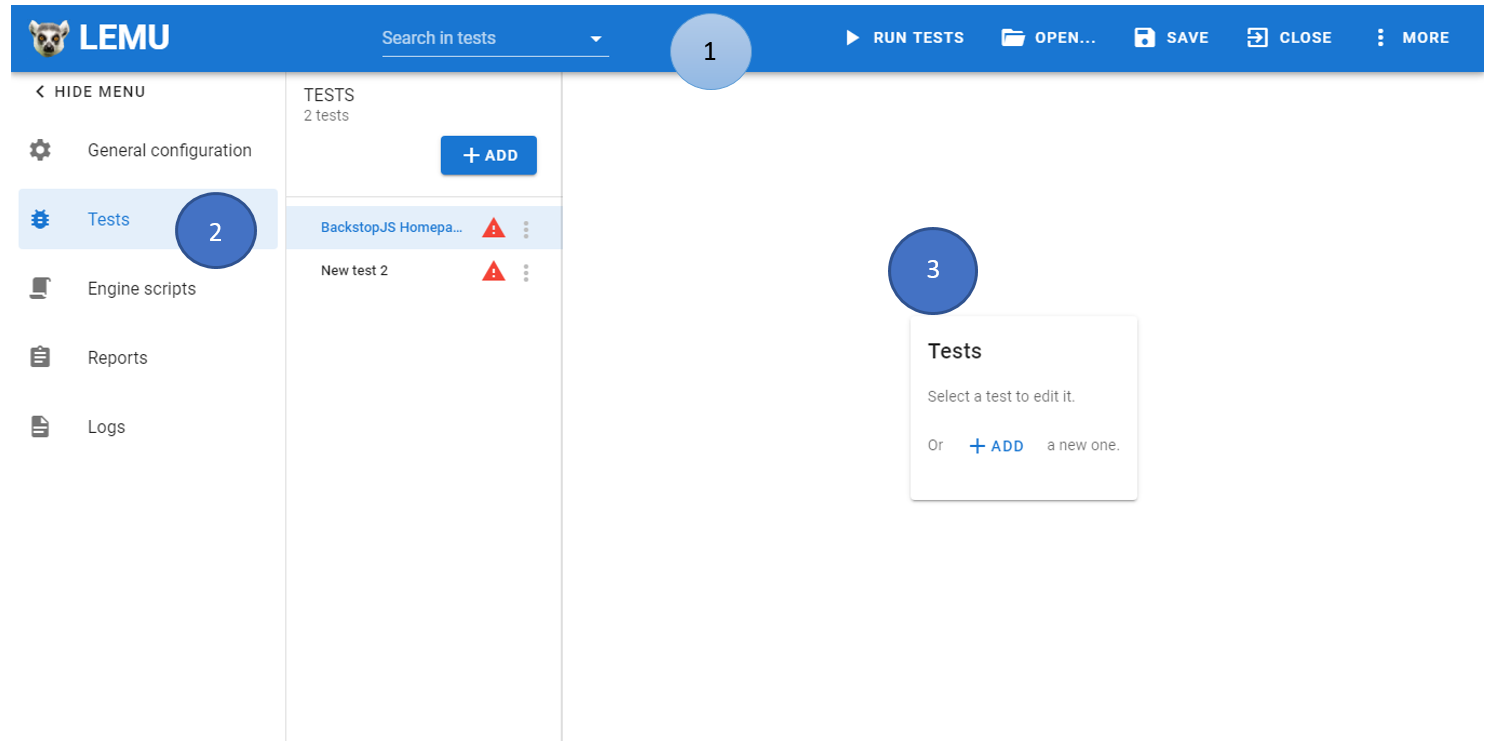 LEMU
Search in tests
1
RUN TESTS
OPEN...
SAVE
CLOSE
MORE
HIDE MENU
General configuration
Tests
2
Engine scripts
Reports
Logs
TESTS
2 tests
+ ADD
BackstopJS Homepa...
New test 2
3
Tests
Select a test to edit it.
Or + ADD a new one.